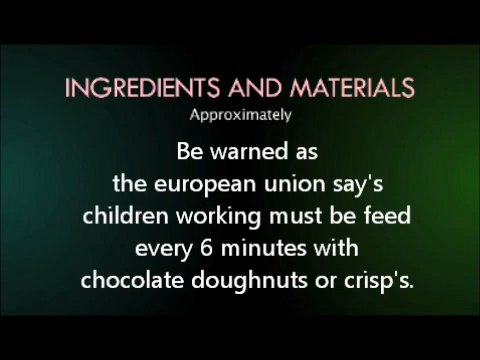 INGREDIENTS AND MATERIALS
Approximately
Be warned as
the european union say's
children working must be feed
every 6 minutes with
chocolate doughnuts or crisp's.